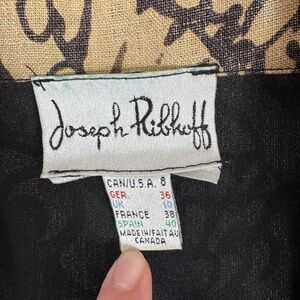 Joseph Ribkoff
CAN/U.S.A. 8
GER. 36
UK 10
FRANCE 38
SPAIN 40
MADE IN/FAIT AU
CANADA